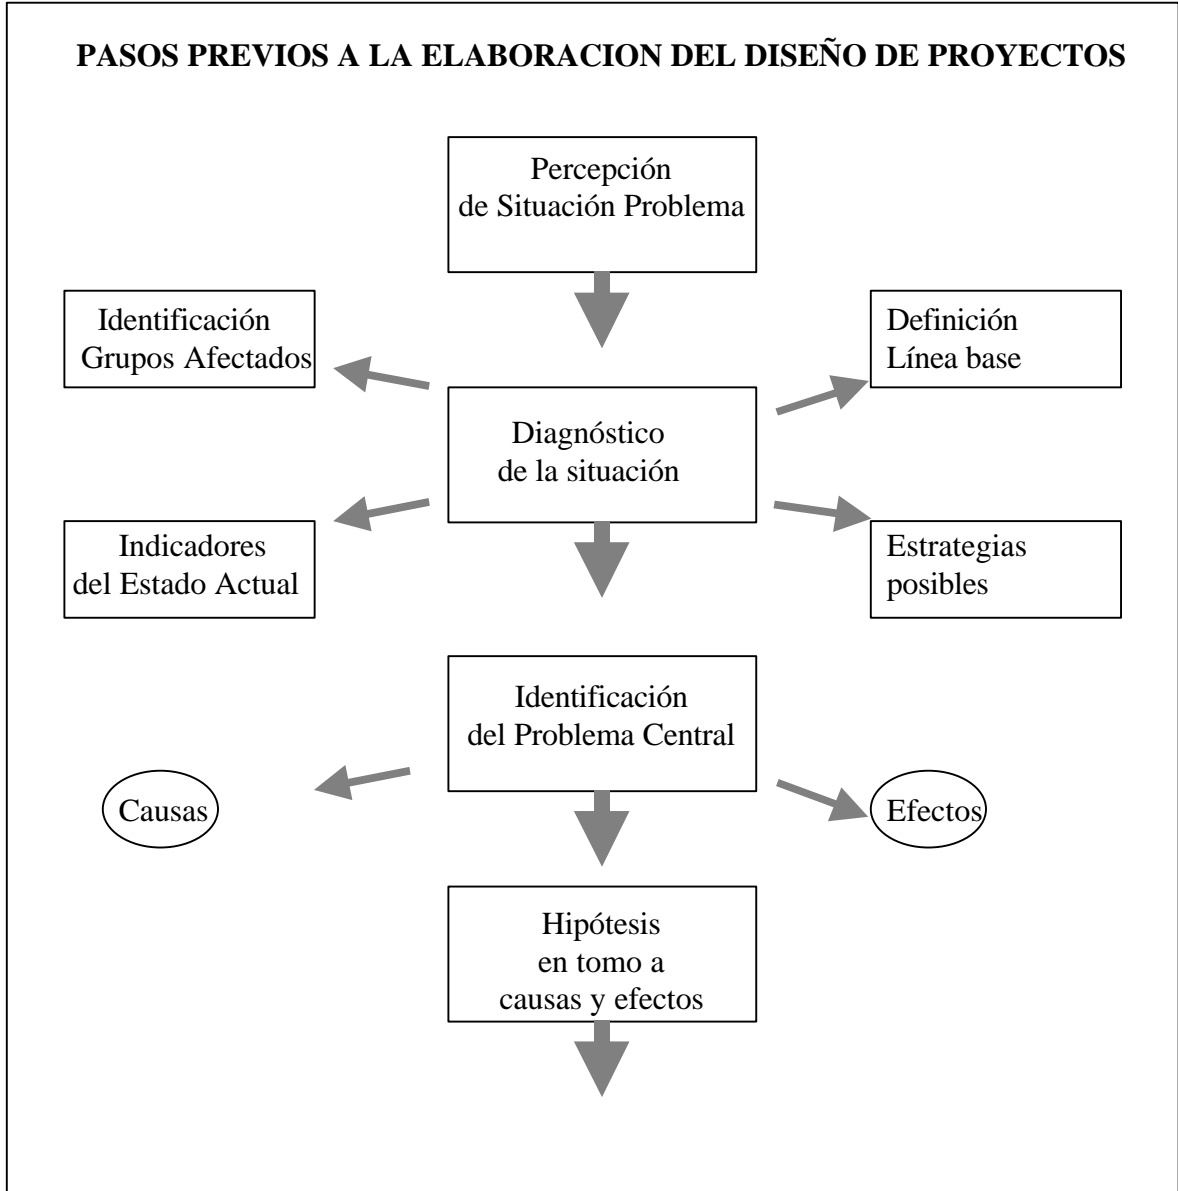 PASOS PREVIOS A LA ELABORACION DEL DISEÑO DE PROYECTOS
Percepción
de Situación Problema
Identificación
Grupos Afectados
Definición
Línea base
Diagnóstico
de la situación
Indicadores
del Estado Actual
Estrategias
posibles
Identificación
del Problema Central
Causas
Efectos
Hipótesis
en tomo a
causas y efectos